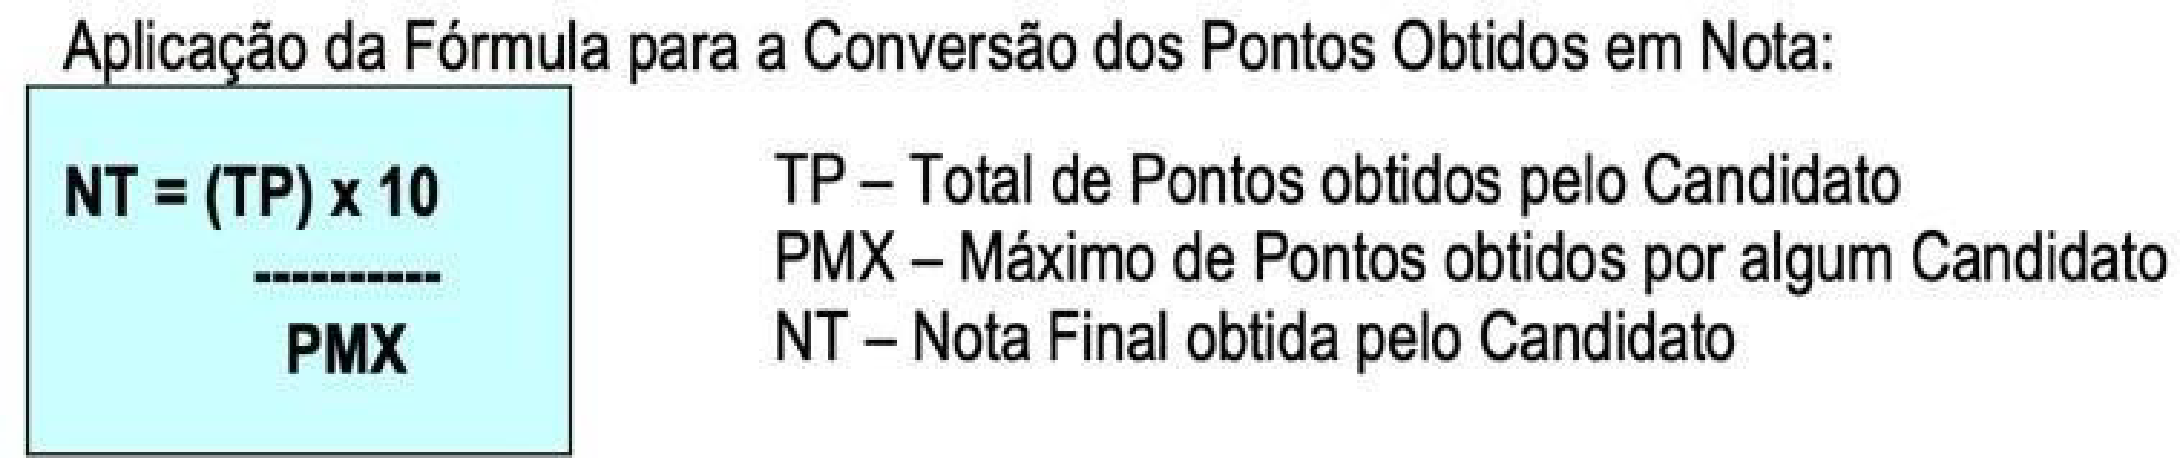 Aplicação da Fórmula para a Conversão dos Pontos Obtidos em Nota:
NT = (TP) x 10
----------
PMX
TP – Total de Pontos obtidos pelo Candidato
PMX – Máximo de Pontos obtidos por algum Candidato
NT – Nota Final obtida pelo Candidato